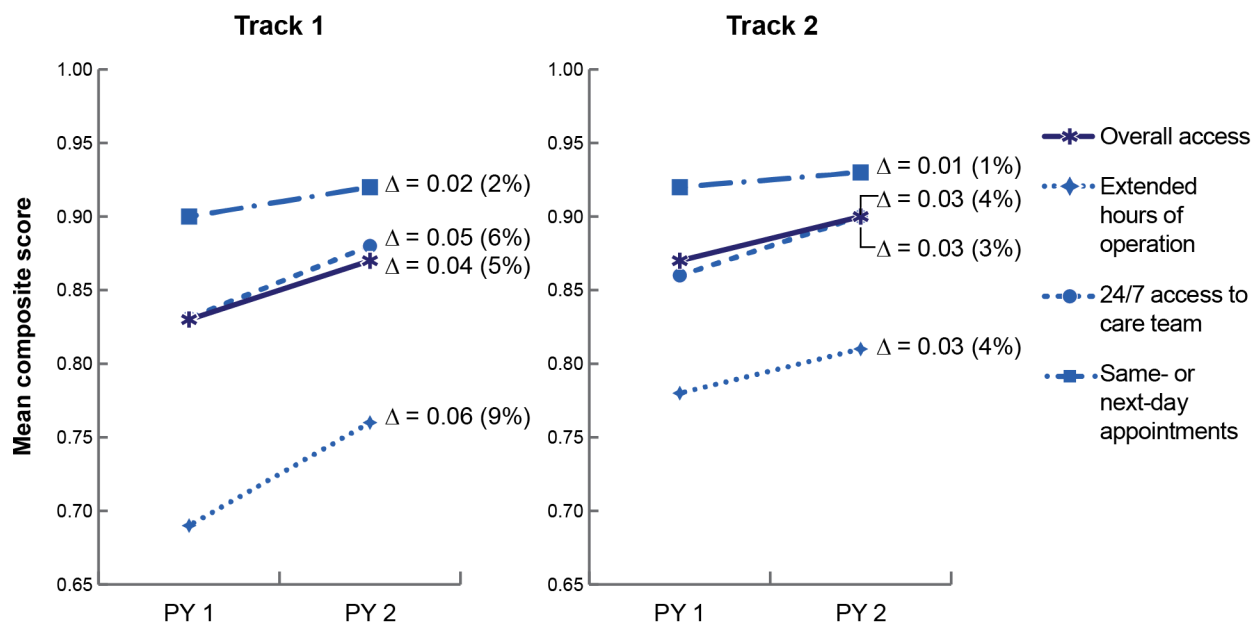 Track 1
Track 2
Mean composite score
1.00
0.95
0.90
0.85
0.80
0.75
0.70
0.65
Δ = 0.02 (2%)
Δ = 0.05 (6%)
Δ = 0.04 (5%)
Δ = 0.06 (9%)
PY 1
PY 2
1.00
0.95
0.90
0.85
0.80
0.75
0.70
0.65
Δ = 0.01 (1%)
Δ = 0.03 (4%)
Δ = 0.03 (3%)
Δ = 0.03 (4%)
PY 1
PY 2
Overall access
Extended
hours of
operation
24/7 access to
care team
Same- or
next-day
appointments